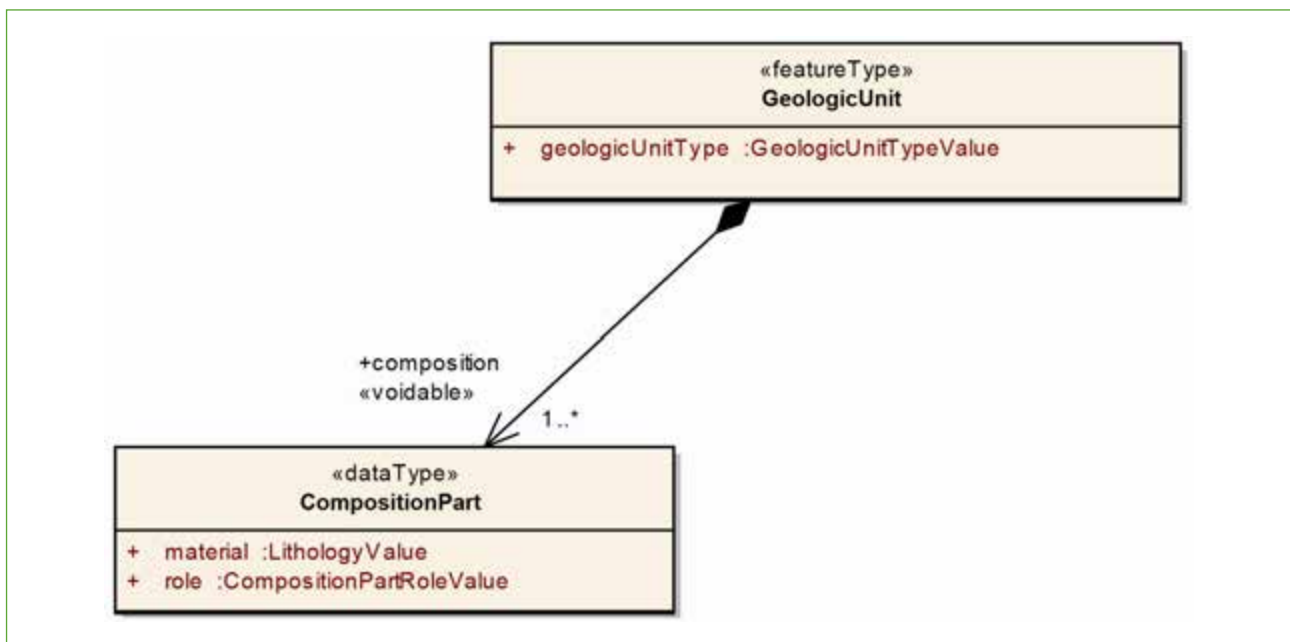 «featureType»
GeologicUnit
+ geologicUnitType :GeologicUnitTypeValue
+composition
«voidable»
1..*
«dataType»
CompositionPart
+ material :LithologyValue
+ role :CompositionPartRoleValue